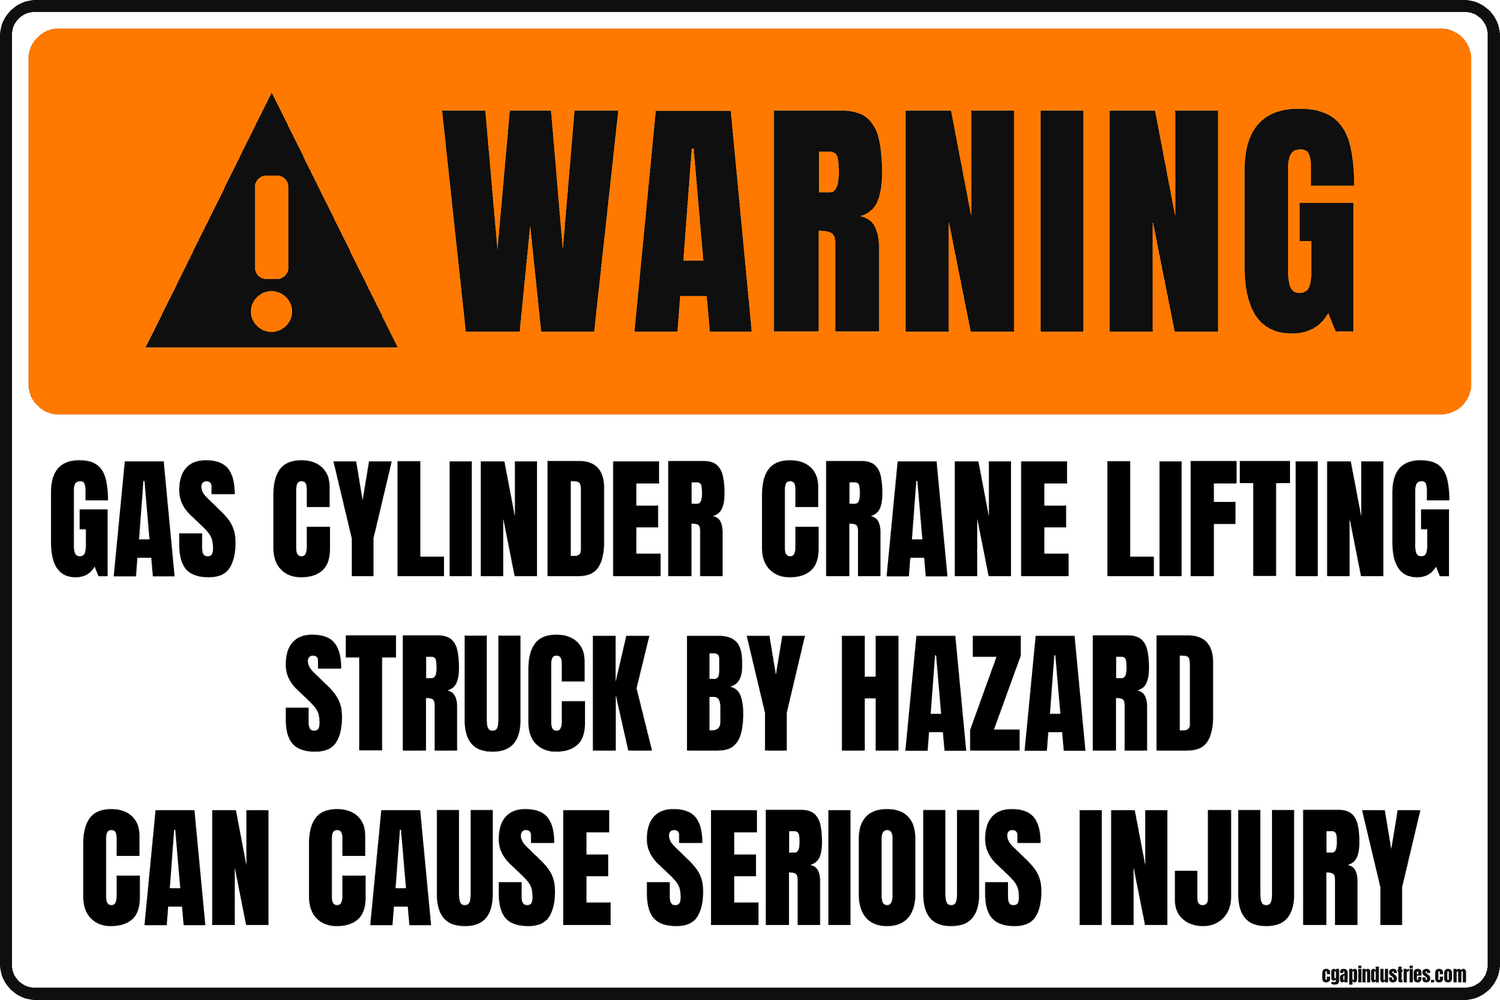 WARNING
GAS CYLINDER CRANE LIFTING
STRUCK BY HAZARD
CAN CAUSE SERIOUS INJURY
cgapindustries.com